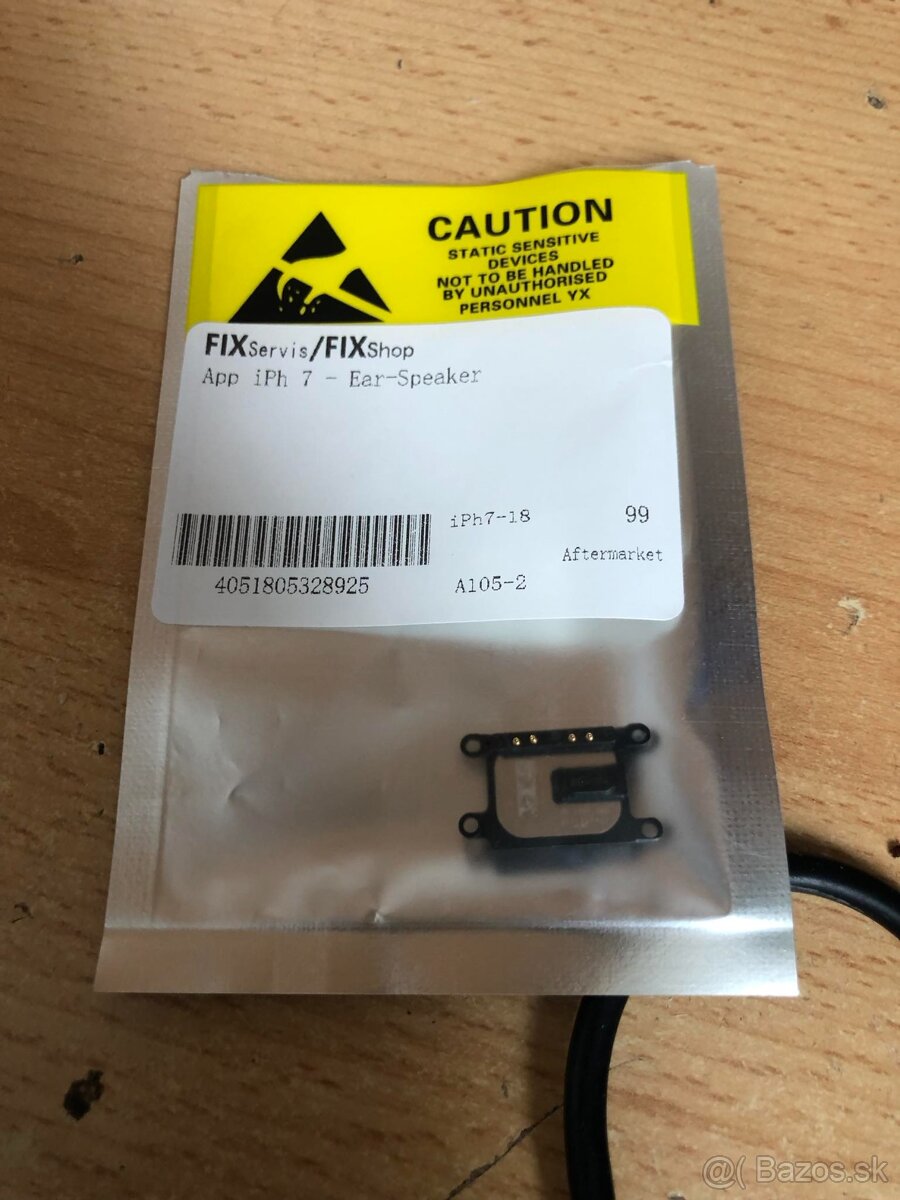 CAUTION
STATIC SENSITIVE
DEVICES
NOT TO BE HANDLED
BY UNAUTHORISED
PERSONNEL YX
FIXServis/FIXShop
App iPh 7 - Ear-Speaker
iPh7-18 99
Aftermarket
4051805328925 A105-2
@( Bazos.sk